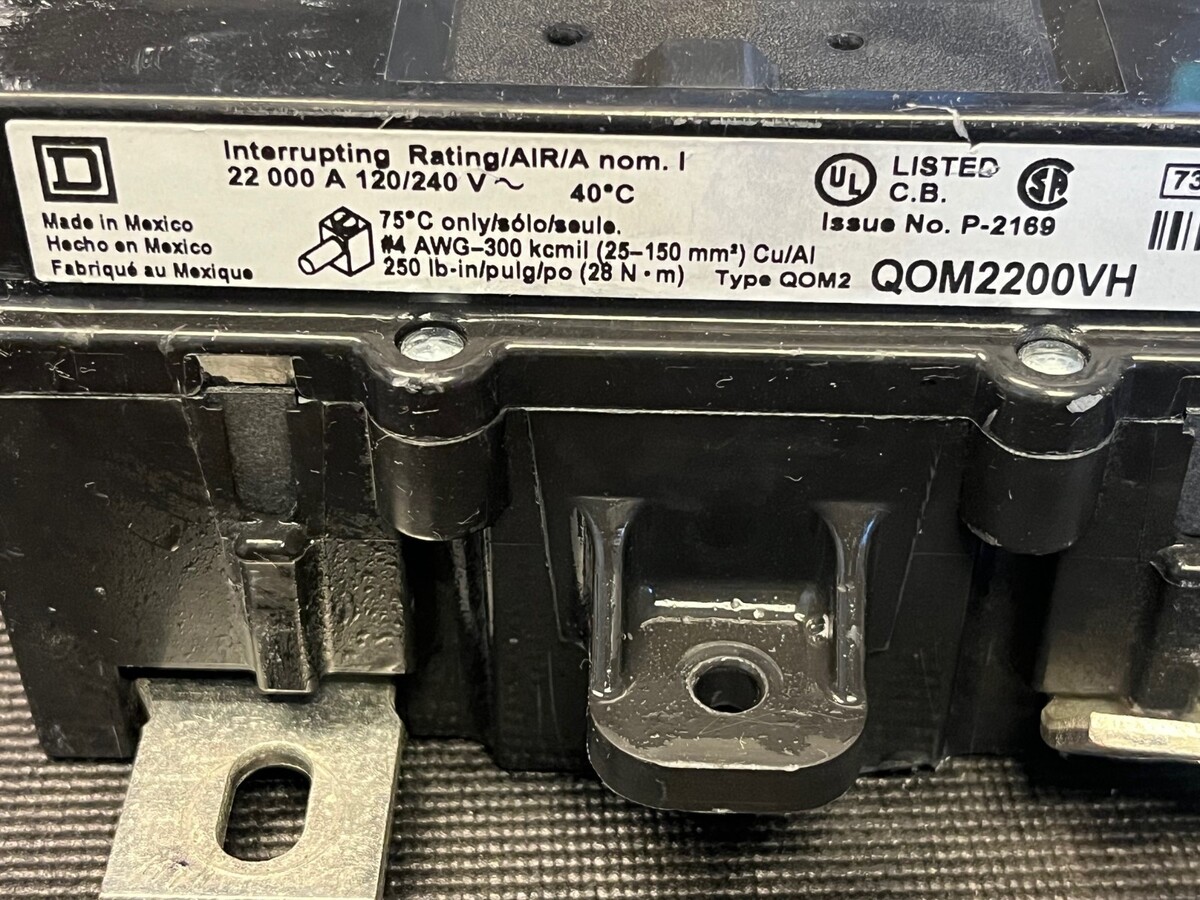 D
Interrupting Rating/AIR/A nom. I
22 000 A 120/240 V ~ 40°C
Made in Mexico
Hecho en Mexico
Fabriqué au Mexique
75°C only/sólo/seule.
#4 AWG–300 kcmil (25–150 mm²) Cu/Al
250 lb-in/pulg/po (28 N·m) Type QOM2 QOM2200VH
UL LISTED
C.B.
SA
Issue No. P-2169
73